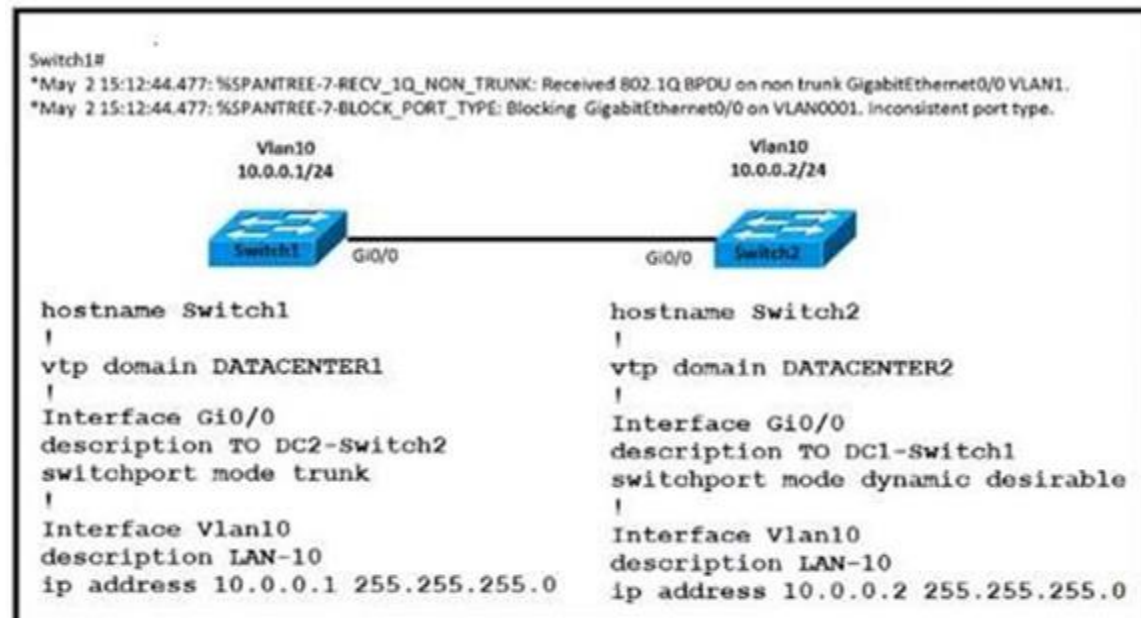 Switch1#
*May 2 15:12:44.477: %SPANTREE-7-RECV_1Q_NON_TRUNK: Received 802.1Q BPDU on non trunk GigabitEthernet0/0 VLAN1.
*May 2 15:12:44.477: %SPANTREE-7-BLOCK_PORT_TYPE: Blocking GigabitEthernet0/0 on VLAN0001. Inconsistent port type.
Vlan10
10.0.0.1/24
Vlan10
10.0.0.2/24
Switch1
Gi0/0
Gi0/0
Switch2
hostname Switch1
!
vtp domain DATACENTER1
!
Interface Gi0/0
description TO DC2-Switch2
switchport mode trunk
!
Interface Vlan10
description LAN-10
ip address 10.0.0.1 255.255.255.0
hostname Switch2
!
vtp domain DATACENTER2
!
Interface Gi0/0
description TO DC1-Switch1
switchport mode dynamic desirable
!
Interface Vlan10
description LAN-10
ip address 10.0.0.2 255.255.255.0